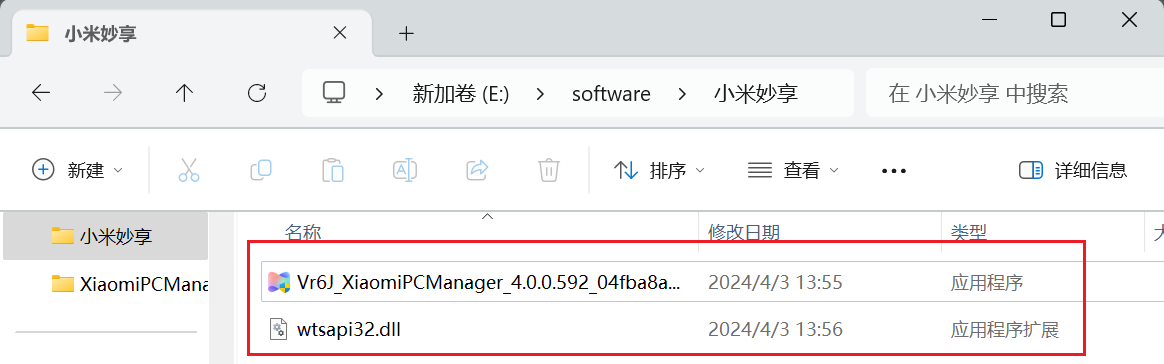 小米妙享
新加卷 (E:) software 小米妙享 在 小米妙享 中搜索
新建 排序 查看 详细信息
小米妙享 名称 修改日期 类型
XiaomiPCMana Vr6J_XiaomiPCManager_4.0.0.592_04fba8a... 2024/4/3 13:55 应用程序
wtsapi32.dll 2024/4/3 13:56 应用程序扩展